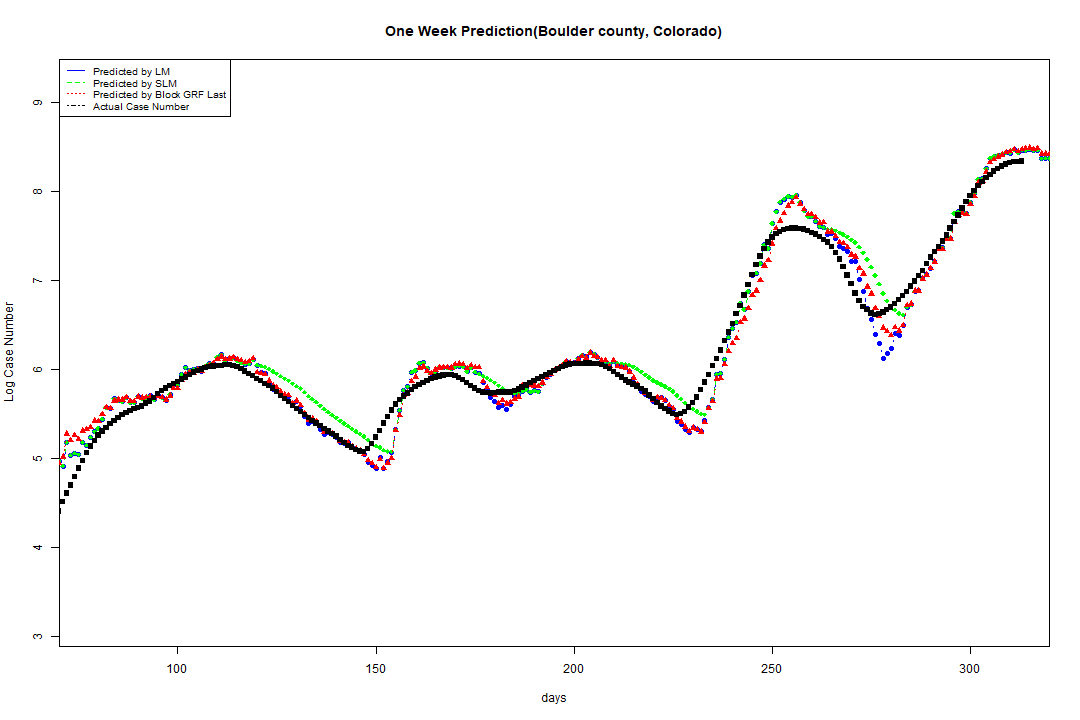 One Week Prediction(Boulder county, Colorado)
Predicted by LM
Predicted by SLM
Predicted by Block GRF Last
Actual Case Number
Log Case Number
9
8
7
6
5
4
3
100 150 200 250 300
days